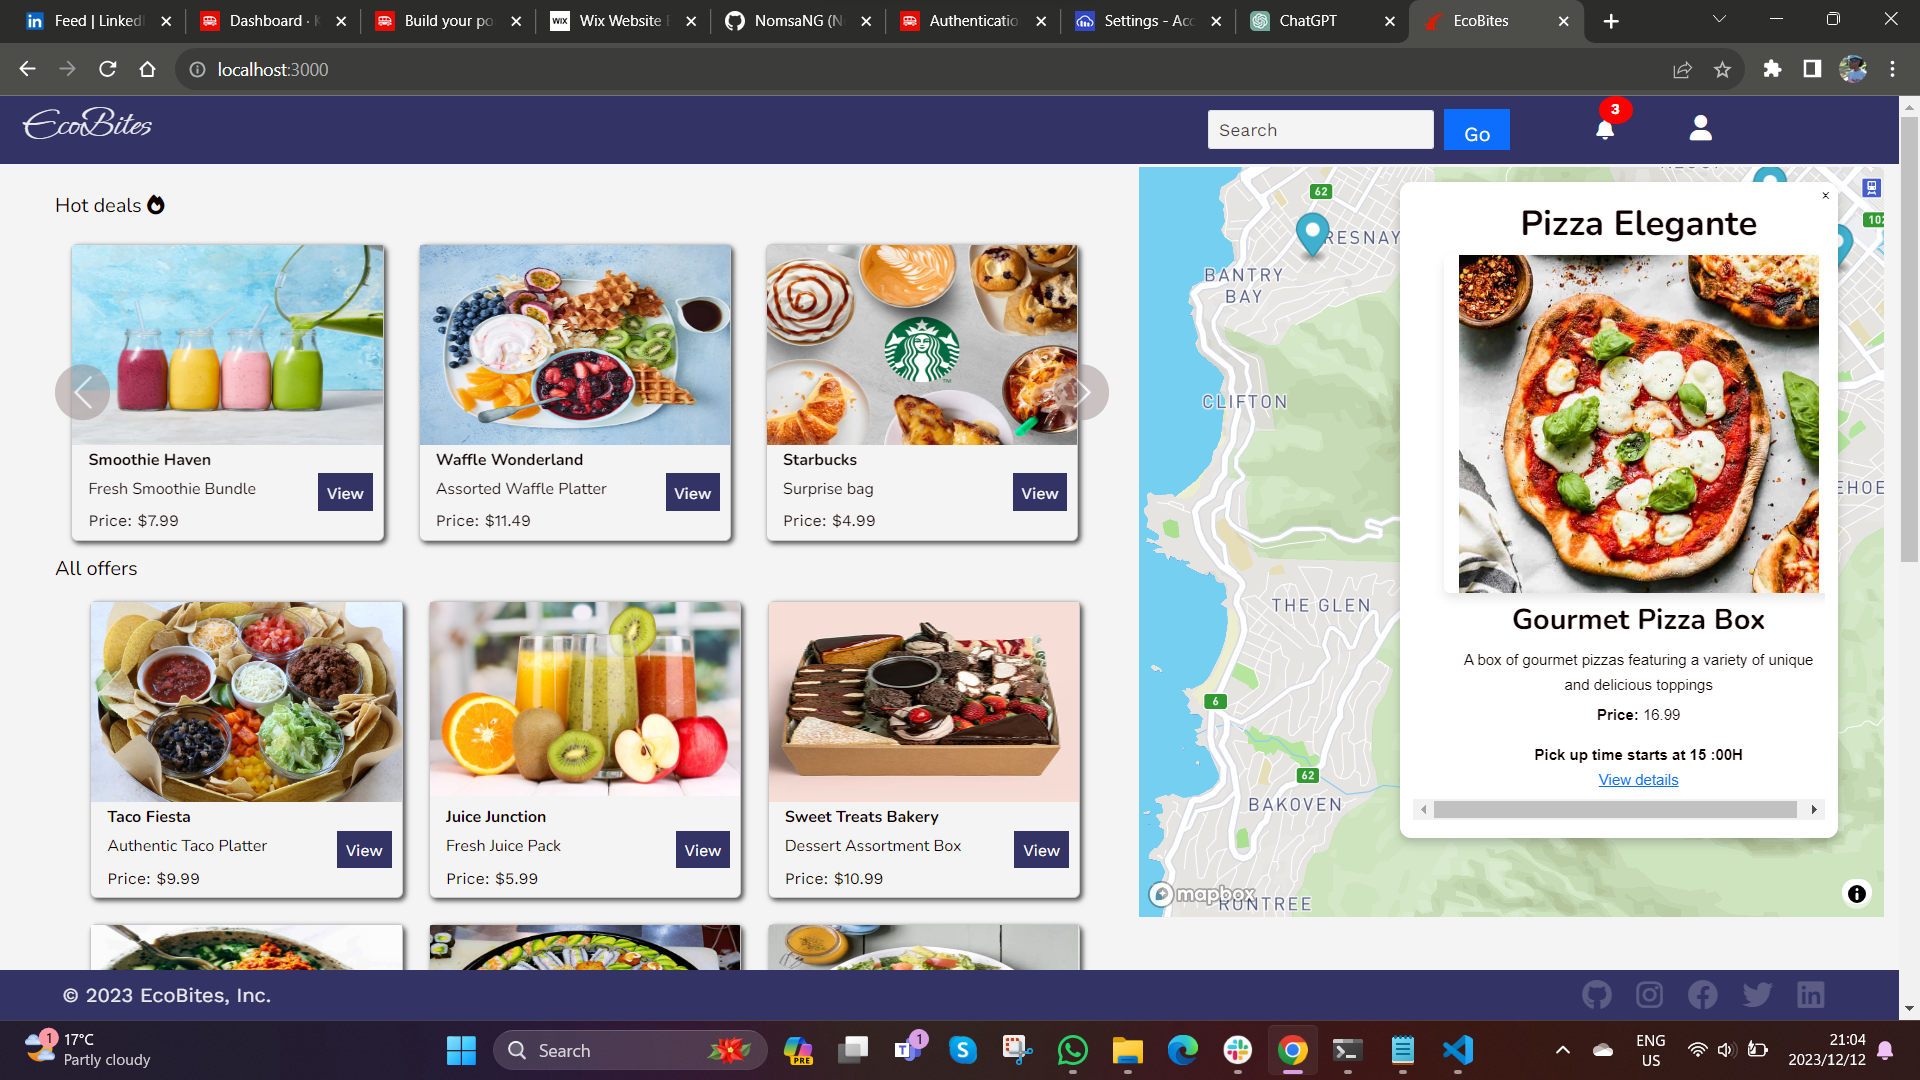 Feed | LinkedI
Dashboard · K
Build your po
Wix Website E
NomsaNG (N
Authenticatio
Settings - Acc
ChatGPT
EcoBites
localhost:3000
EcoBites
Search
Go
3
Hot deals
Smoothie Haven
Fresh Smoothie Bundle
Price: $7.99
View
Waffle Wonderland
Assorted Waffle Platter
Price: $11.49
View
Starbucks
Surprise bag
Price: $4.99
View
All offers
Taco Fiesta
Authentic Taco Platter
Price: $9.99
View
Juice Junction
Fresh Juice Pack
Price: $5.99
View
Sweet Treats Bakery
Dessert Assortment Box
Price: $10.99
View
62
RESNAY
102
BANTRY
BAY
CLIFTON
EHOE
THE GLEN
6
62
BAKOVEN
mapbox
RONTREE
×
Pizza Elegante
Gourmet Pizza Box
A box of gourmet pizzas featuring a variety of unique
and delicious toppings
Price: 16.99
Pick up time starts at 15 :00H
View details
© 2023 EcoBites, Inc.
1
17°C
Partly cloudy
Search
PRE
1
ENG
US
21:04
2023/12/12